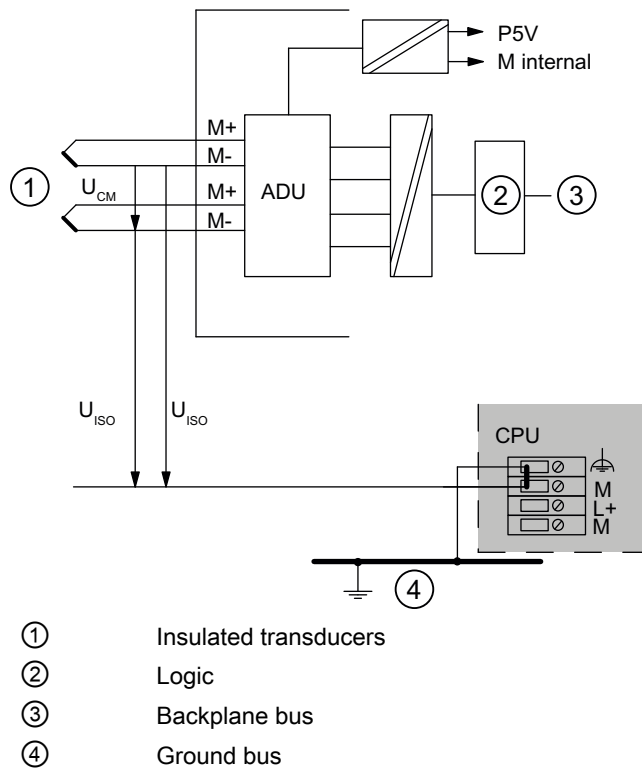 P5V
M internal
M+
M-
M+
M-
ADU
①
U_CM
②
③
U_ISO
U_ISO
CPU
M
L+
M
④
① Insulated transducers
② Logic
③ Backplane bus
④ Ground bus